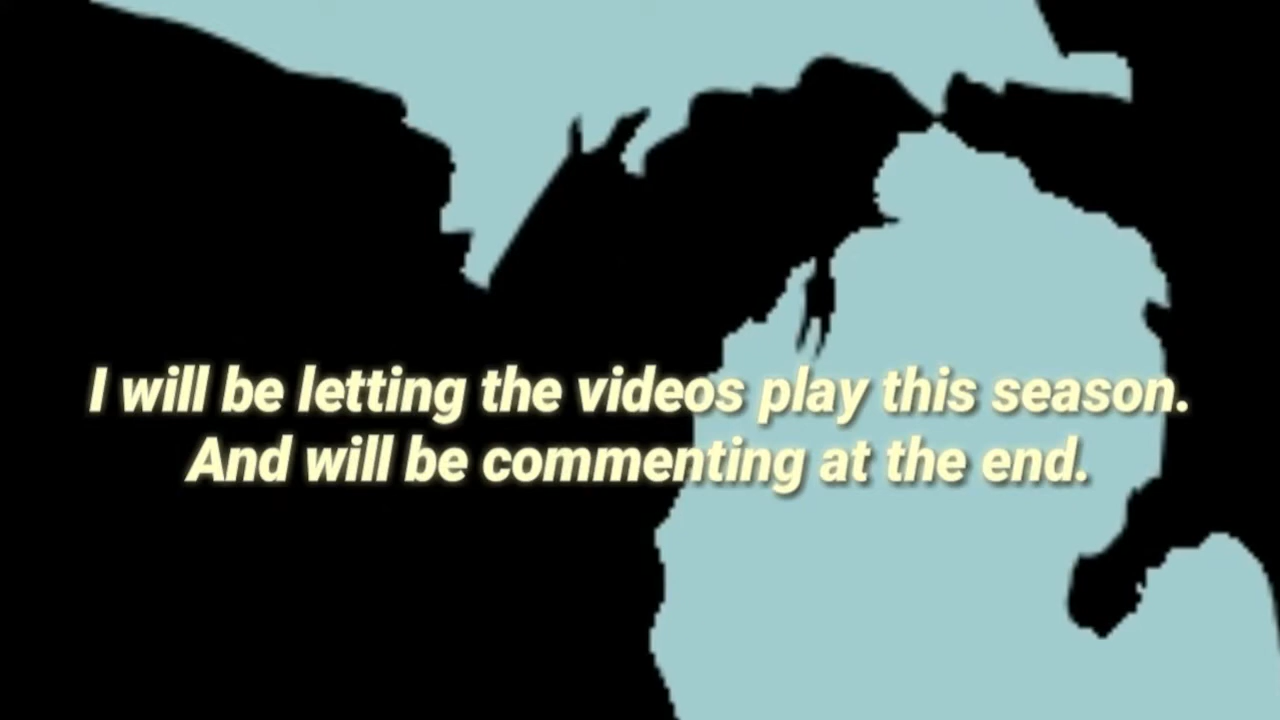 I will be letting the videos play this season.
And will be commenting at the end.